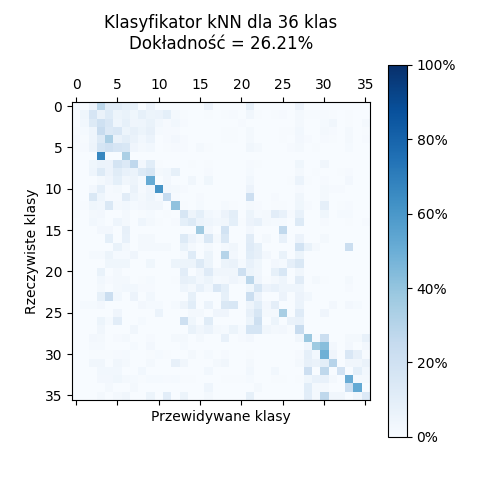 Klasyfikator kNN dla 36 klas
Dokładność = 26.21%
0 5 10 15 20 25 30 35
0
5
10
15
20
25
30
35
Rzeczywiste klasy
Przewidywane klasy
100%
80%
60%
40%
20%
0%